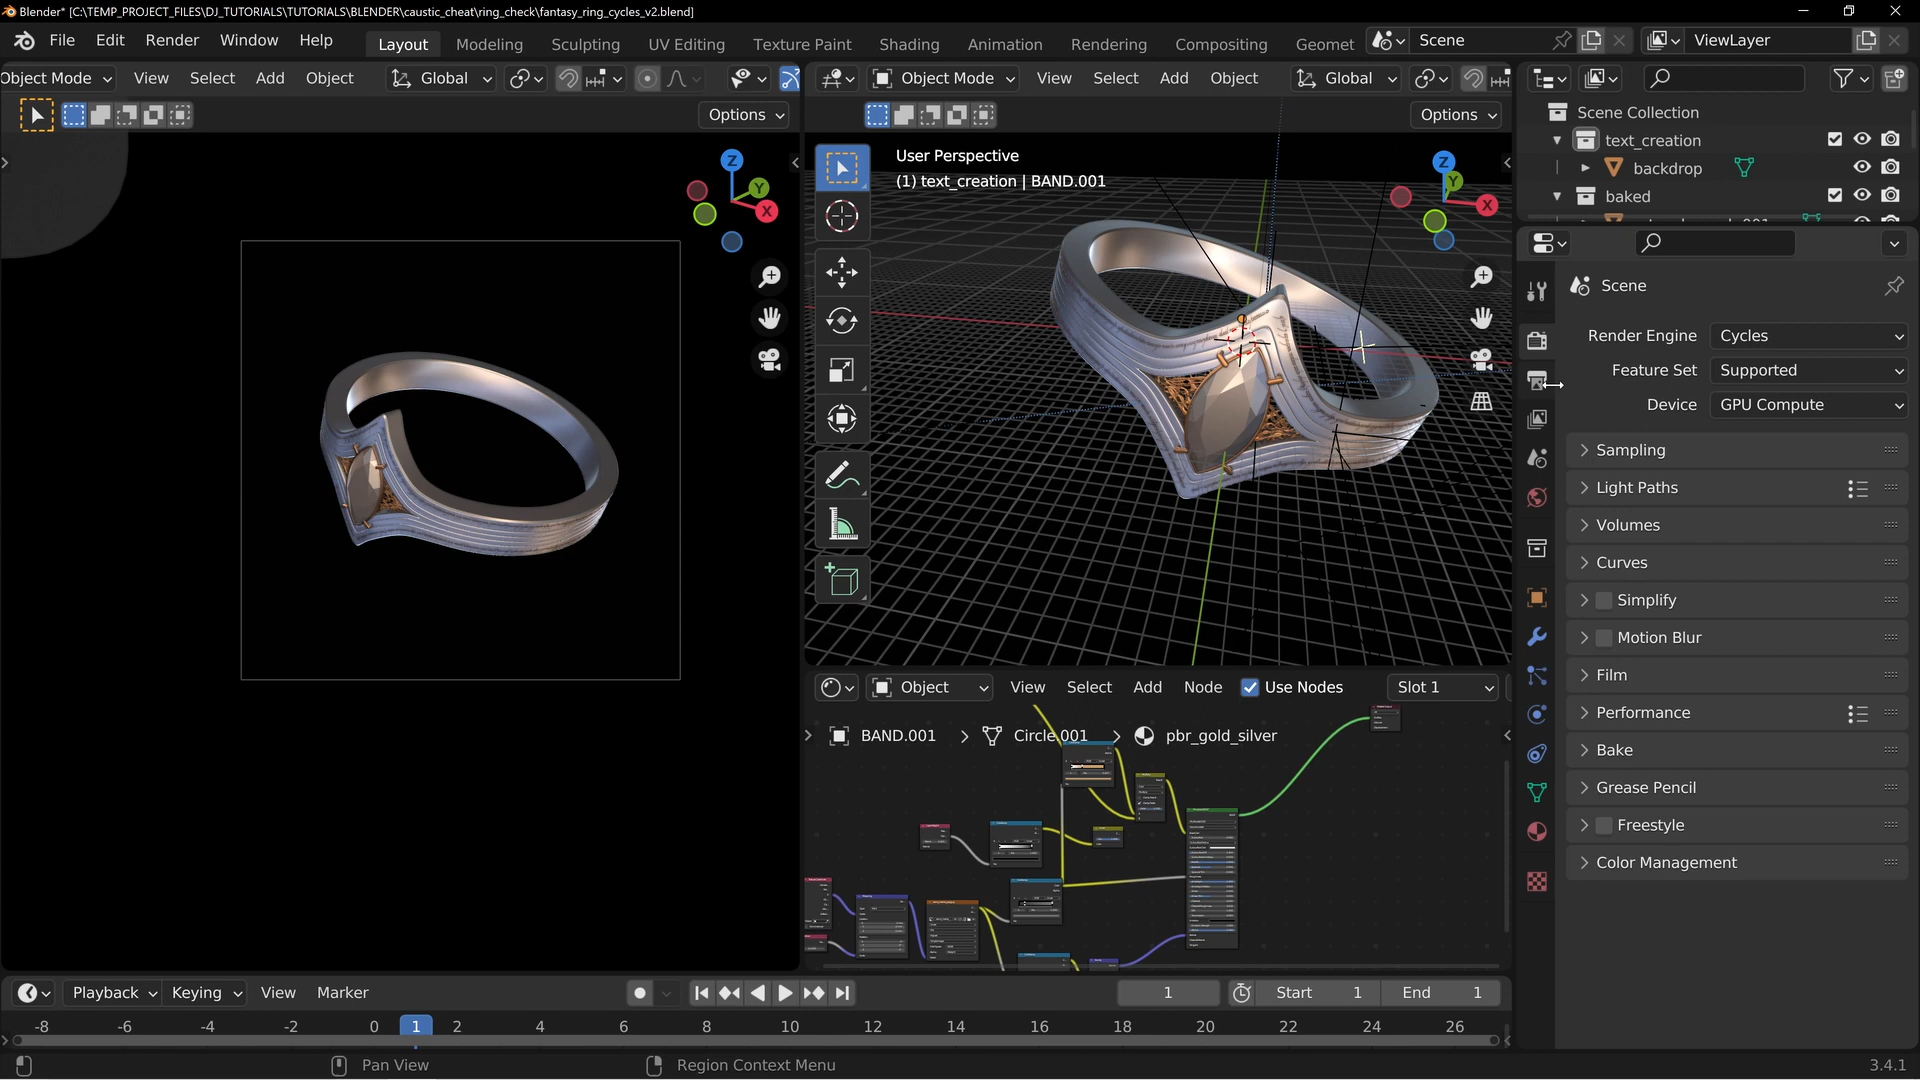 Blender* [C:\TEMP_PROJECT_FILES\DJ_TUTORIALS\TUTORIALS\BLENDER\caustic_cheat\ring_check\fantasy_ring_cycles_v2.blend]
File Edit Render Window Help
Layout Modeling Sculpting UV Editing Texture Paint Shading Animation Rendering Compositing Geomet
Scene
ViewLayer
Object Mode View Select Add Object Global
Options
Object Mode View Select Add Object Global
Options
User Perspective
(1) text_creation | BAND.001
Z
Y
X
Z
Y
X
Scene Collection
text_creation
backdrop
baked
Scene
Render Engine Cycles
Feature Set Supported
Device GPU Compute
Sampling
Light Paths
Volumes
Curves
Simplify
Motion Blur
Film
Performance
Bake
Grease Pencil
Freestyle
Color Management
Object View Select Add Node Use Nodes Slot 1
BAND.001 Circle.001 pbr_gold_silver
Playback Keying View Marker
1 Start 1 End 1
-8 -6 -4 -2 0 1 2 4 6 8 10 12 14 16 18 20 22 24 26
Pan View Region Context Menu 3.4.1